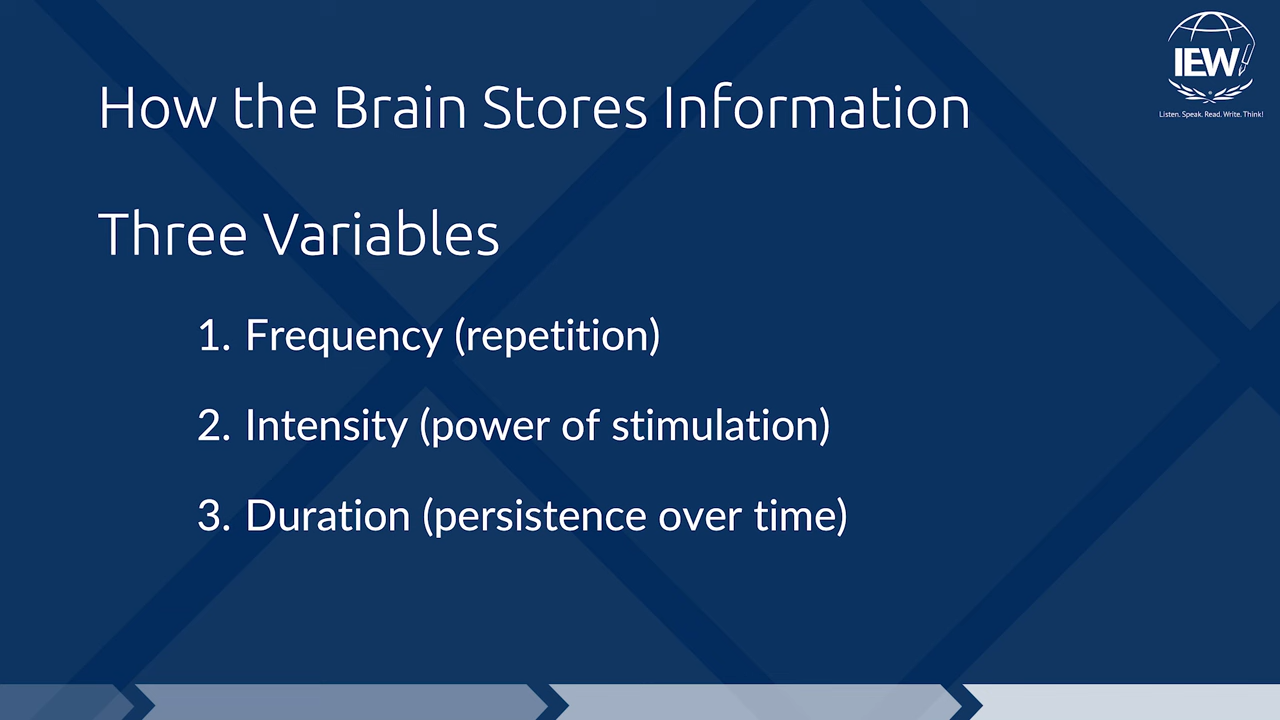 IEW
Listen. Speak. Read. Write. Think!
How the Brain Stores Information
Three Variables
1. Frequency (repetition)
2. Intensity (power of stimulation)
3. Duration (persistence over time)